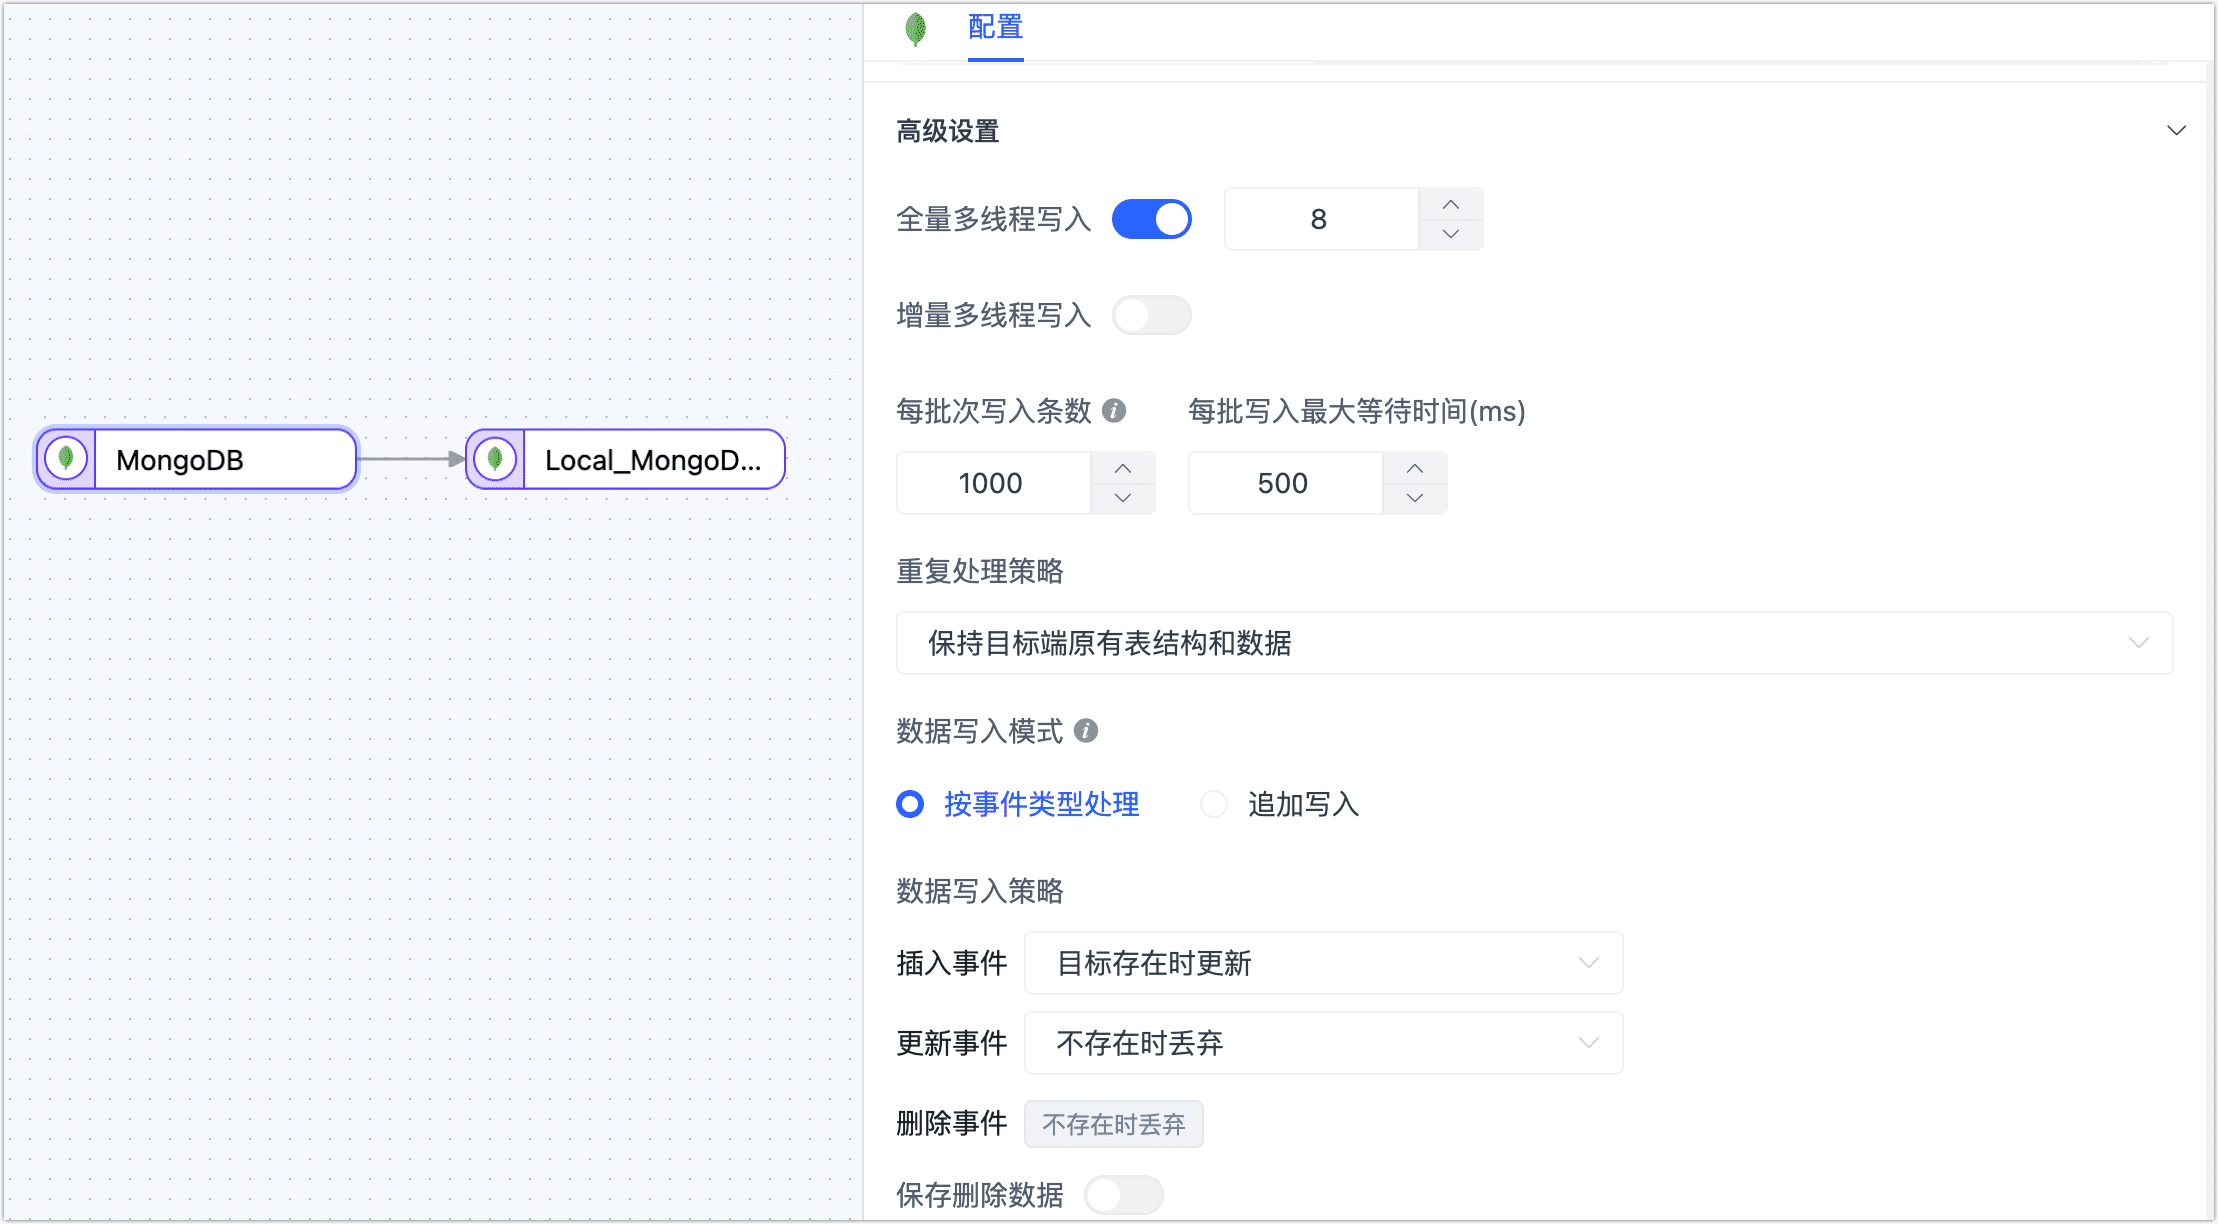 配置
高级设置
全量多线程写入 8
增量多线程写入
每批次写入条数 每批写入最大等待时间(ms)
1000 500
重复处理策略
保持目标端原有表结构和数据
数据写入模式
按事件类型处理 追加写入
数据写入策略
插入事件 目标存在时更新
更新事件 不存在时丢弃
删除事件 不存在时丢弃
保存删除数据
MongoDB
Local_MongoD...